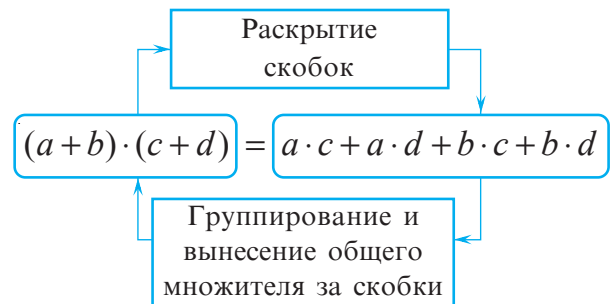 Раскрытие
скобок
(a + b) · (c + d) = a · c + a · d + b · c + b · d
Группирование и
вынесение общего
множителя за скобки